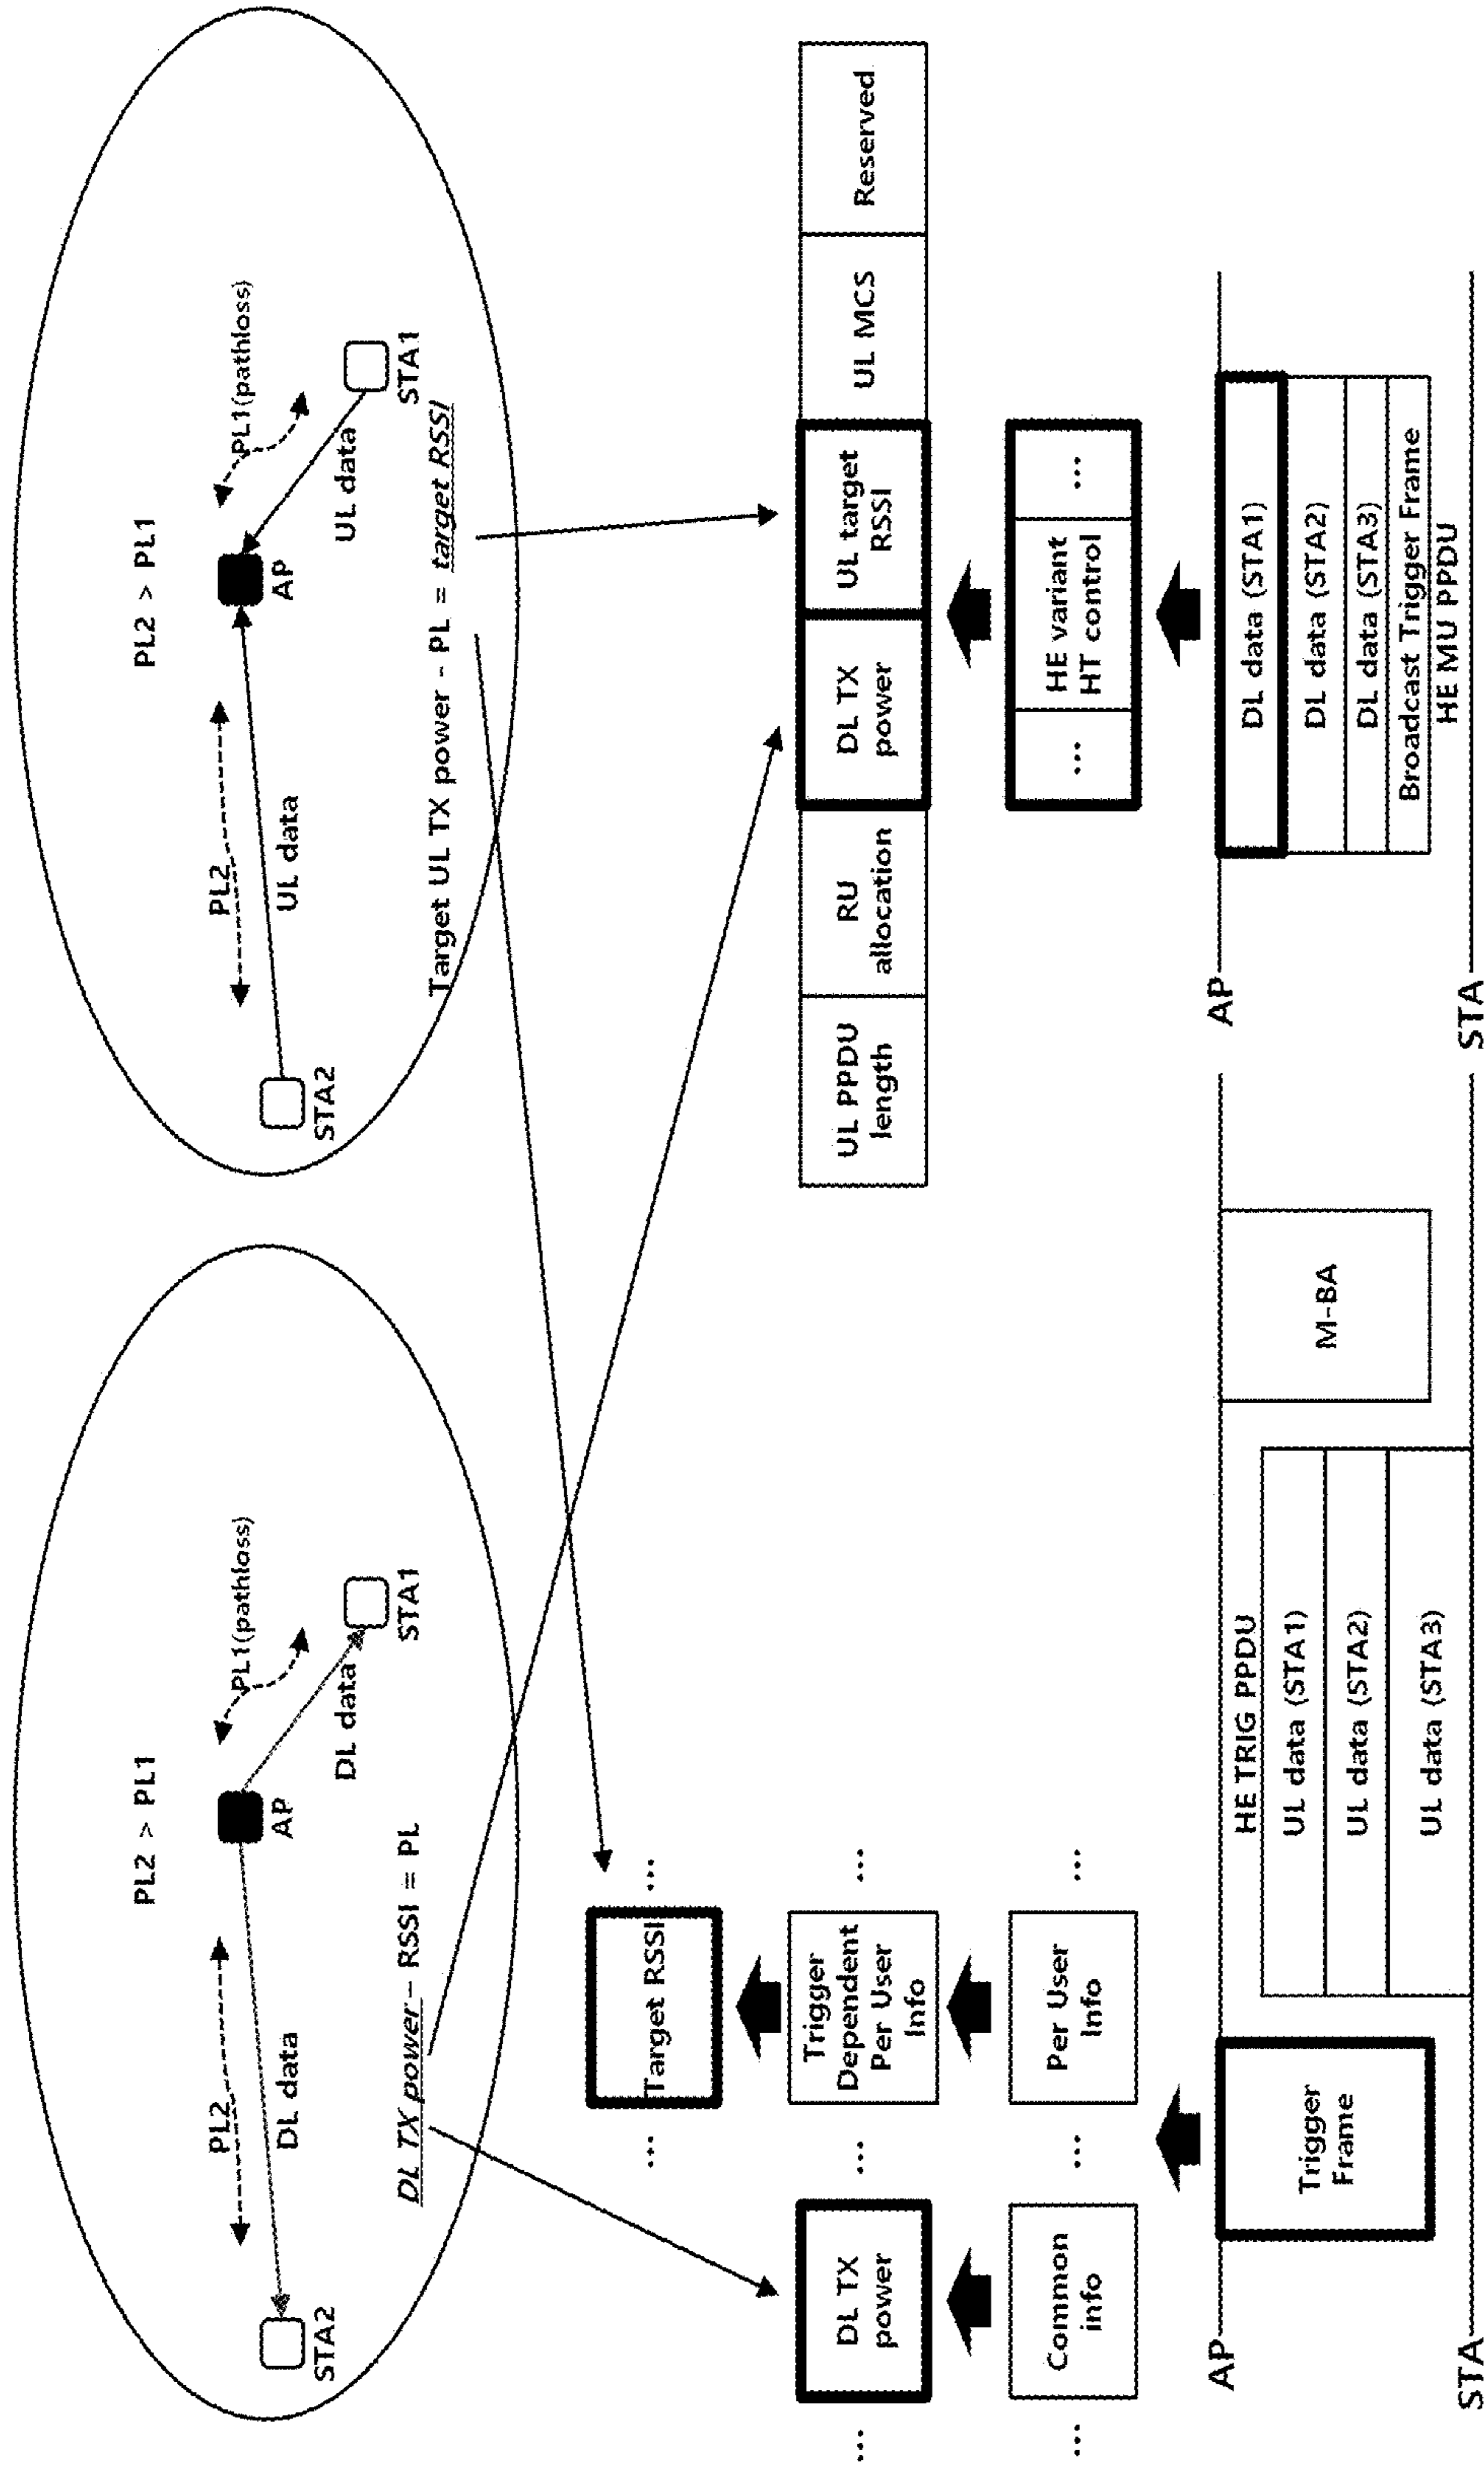 PL2 > PL1
PL2
PL1(pathloss)
DL data
AP
DL data
STA2
STA1
DL TX power – RSSI = PL
PL2 > PL1
PL2
PL1(pathloss)
UL data
AP
UL data
STA2
STA1
Target UL TX power – PL = target RSSI
... Target RSSI ...
... DL TX
power
...
Trigger
Dependent
Per User
Info
...
... Common
info
...
Per User
Info
...
UL PPDU
length
RU
allocation
DL TX
power
UL target
RSSI
UL MCS
Reserved
...
HE variant
HT control
...
AP
Trigger
Frame
HE TRIG PPDU
UL data (STA1)
UL data (STA2)
UL data (STA3)
M-BA
STA
AP
DL data (STA1)
DL data (STA2)
DL data (STA3)
Broadcast Trigger Frame
HE MU PPDU
STA